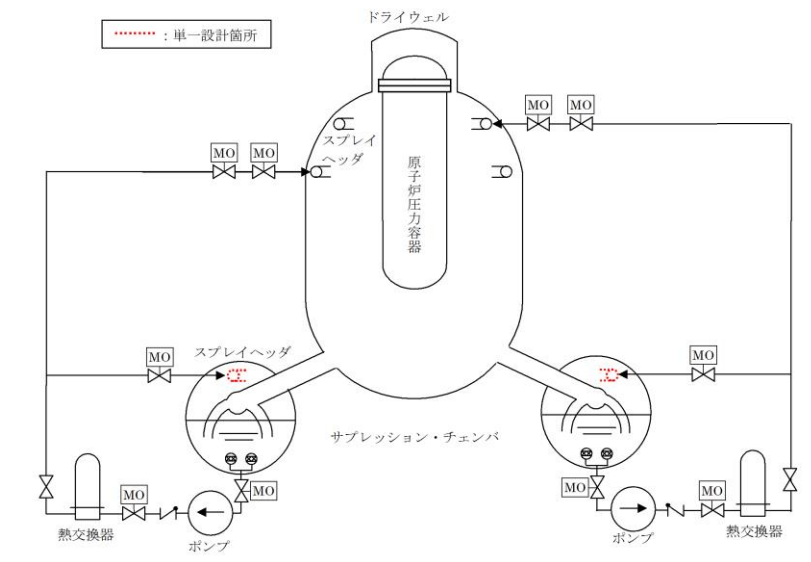 ドライウェル
：単一設計箇所
MO
MO
スプレイ
ヘッダ
MO
MO
原子炉圧力容器
MO
スプレイヘッダ
MO
サプレッション・チェンバ
MO
MO
MO
MO
熱交換器
ポンプ
ポンプ
熱交換器